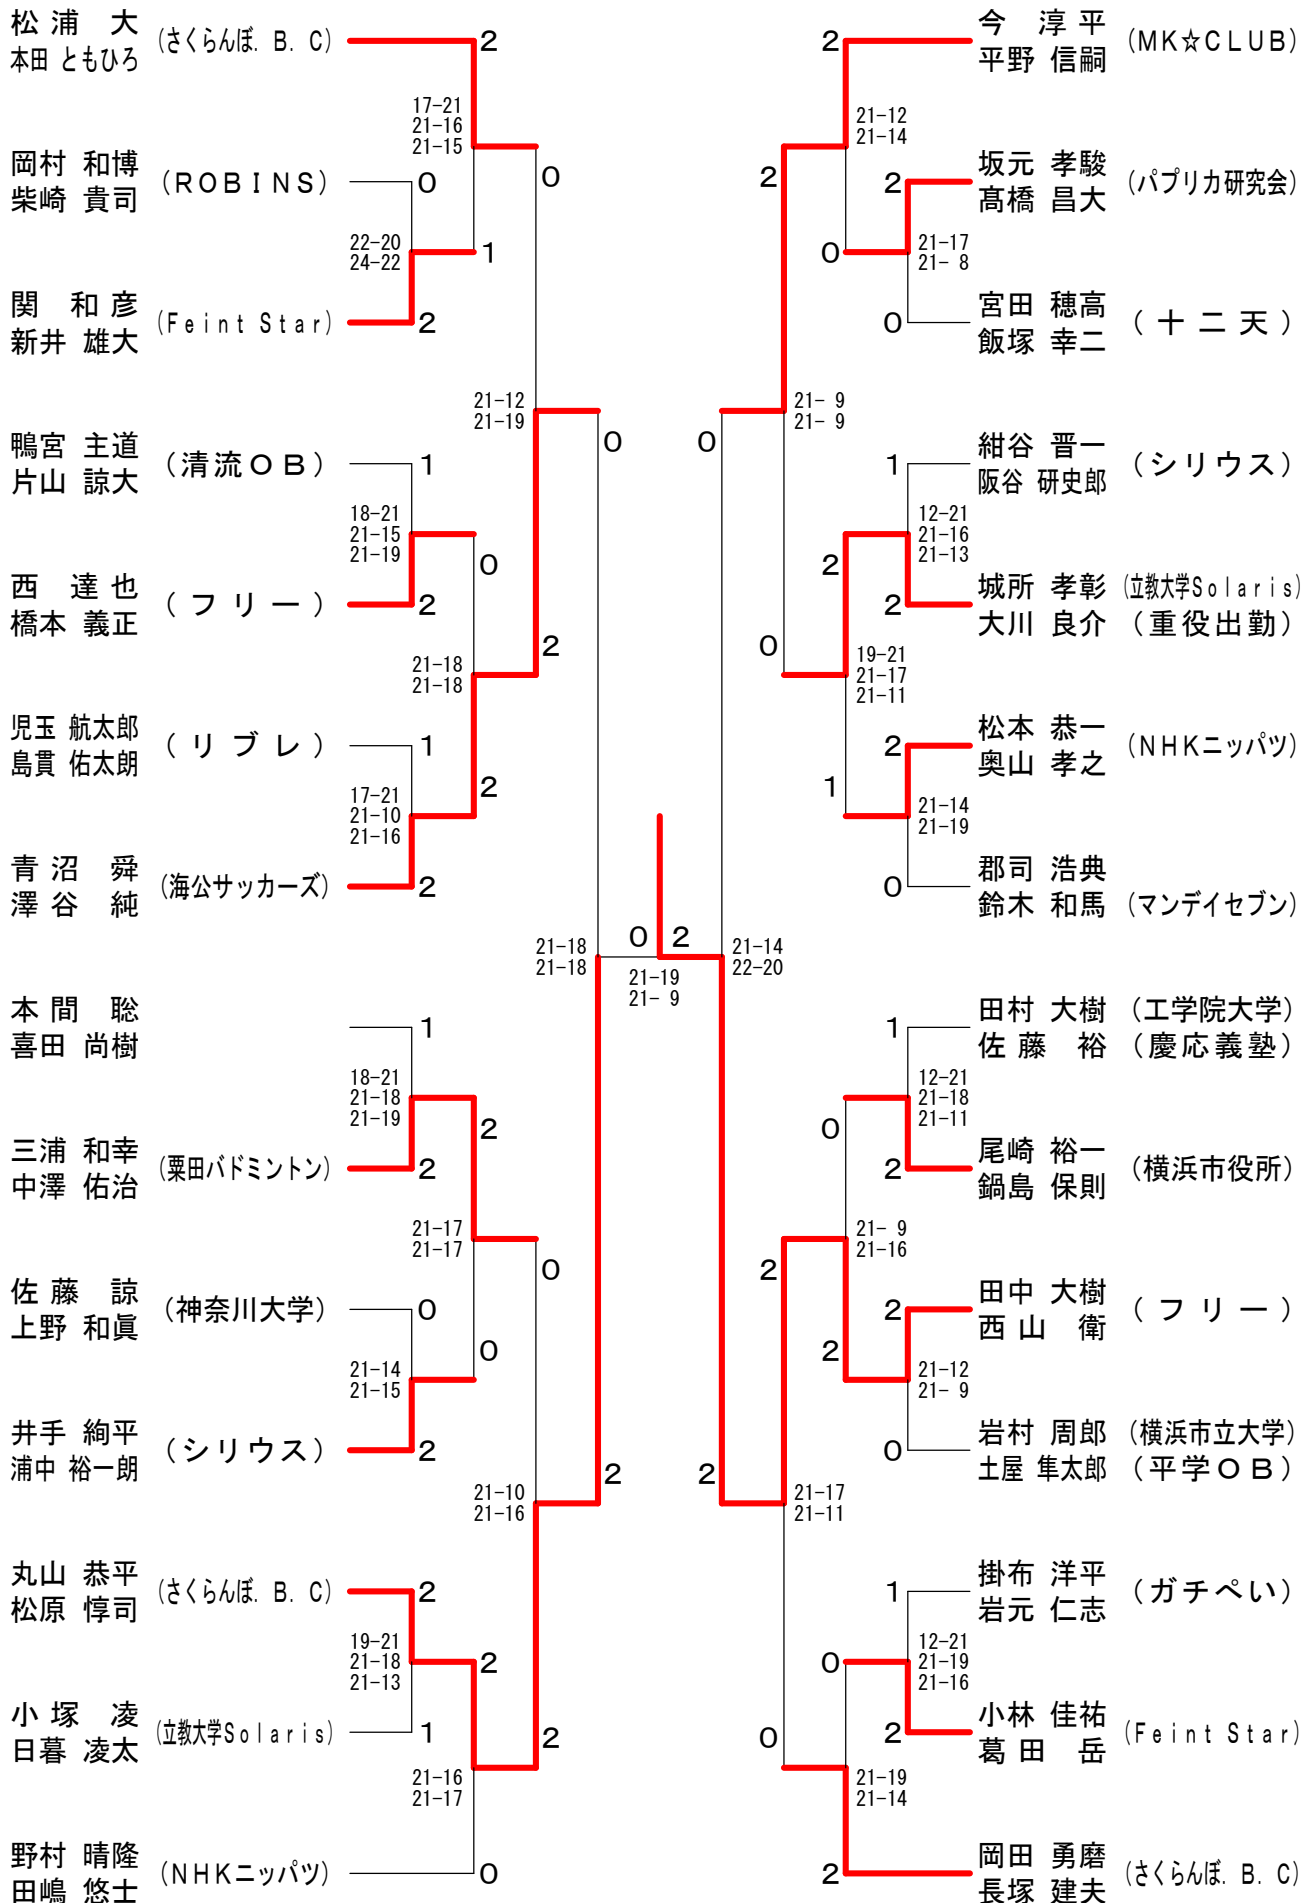 松浦 大
本田 ともひろ
(さくらんぼ. B. C)
2
17-21
21-16
21-15
岡村 和博
柴崎 貴司
(ROBINS)
0
0
22-20
24-22
1
関 和彦
新井 雄大
(Feint Star)
2
21-12
21-19
0
鴨宮 主道
片山 諒大
(清流OB)
1
18-21
21-15
21-19
0
西 達也
橋本 義正
(フリー)
2
2
21-18
21-18
児玉 航太郎
島貫 佑太朗
(リブレ)
1
17-21
21-10
21-16
2
青沼 舜
澤谷 純
(海公サッカーズ)
2
21-18
21-18
0 2
21-19
21- 9
本間 聡
喜田 尚樹
1
18-21
21-18
21-19
2
三浦 和幸
中澤 佑治
(粟田バドミントン)
2
21-17
21-17
0
佐藤 諒
上野 和眞
(神奈川大学)
0
0
21-14
21-15
井手 絢平
浦中 裕一朗
(シリウス)
2
2
21-10
21-16
丸山 恭平
松原 惇司
(さくらんぼ. B. C)
2
19-21
21-18
21-13
2
小塚 凌
日暮 凌太
(立教大学Solaris)
1
2
21-16
21-17
野村 晴隆
田嶋 悠士
(NHKニッパツ)
0
2
今 淳平
平野 信嗣
(MK☆CLUB)
21-12
21-14
2
2
坂元 孝駿
髙橋 昌大
(パプリカ研究会)
0
21-17
21- 8
0
宮田 穂高
飯塚 幸二
(十二天)
21- 9
21- 9
0
1
紺谷 晋一
阪谷 研史郎
(シリウス)
12-21
21-16
21-13
2
2
城所 孝彰
大川 良介
(立教大学Solaris)
(重役出勤)
0
19-21
21-17
21-11
2
松本 恭一
奥山 孝之
(NHKニッパツ)
1
21-14
21-19
0
郡司 浩典
鈴木 和馬
(マンデイセブン)
21-14
22-20
1
田村 大樹
佐藤 裕
(工学院大学)
(慶応義塾)
12-21
21-18
21-11
0
2
尾崎 裕一
鍋島 保則
(横浜市役所)
21- 9
21-16
2
2
田中 大樹
西山 衛
(フリー)
2
21-12
21- 9
0
岩村 周郎
土屋 隼太郎
(横浜市立大学)
(平学OB)
2
21-17
21-11
1
掛布 洋平
岩元 仁志
(ガチぺい)
12-21
21-19
21-16
0
2
小林 佳祐
葛田 岳
(Feint Star)
0
21-19
21-14
2
岡田 勇磨
長塚 建夫
(さくらんぼ. B. C)